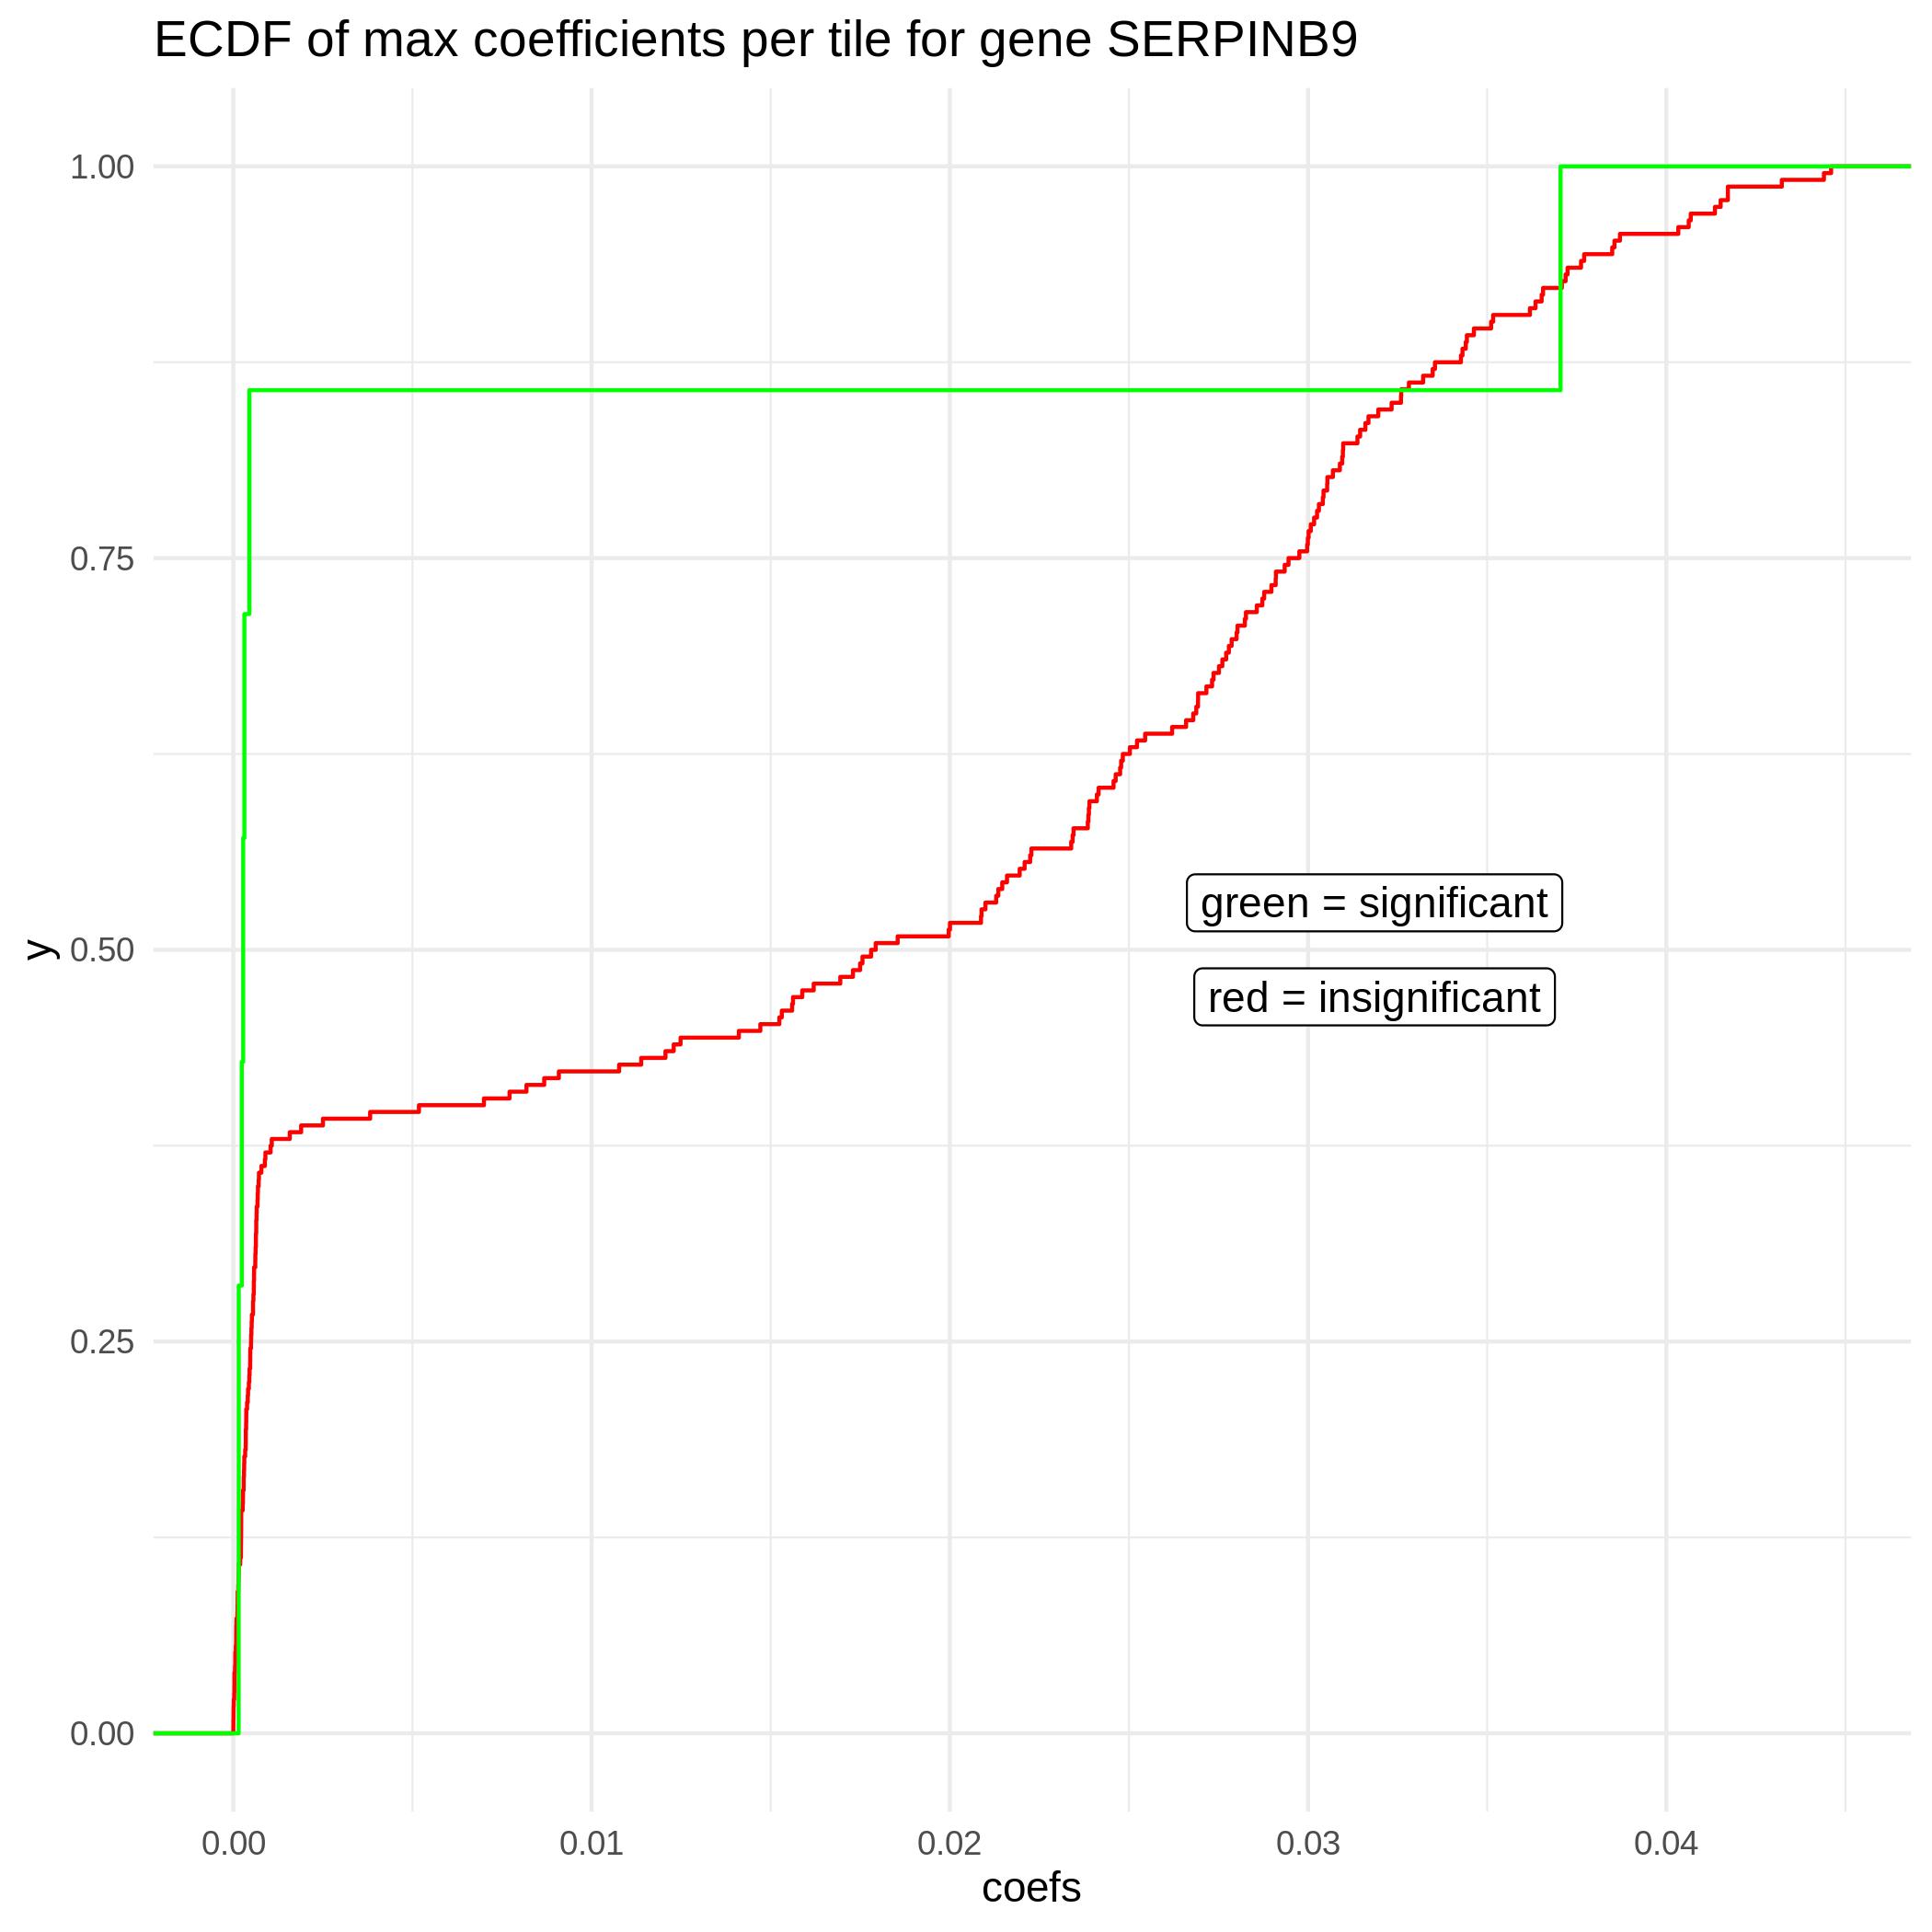 ECDF of max coefficients per tile for gene SERPINB9
1.00
0.75
0.50
0.25
0.00
y
green = significant
red = insignificant
0.00
0.01
0.02
0.03
0.04
coefs